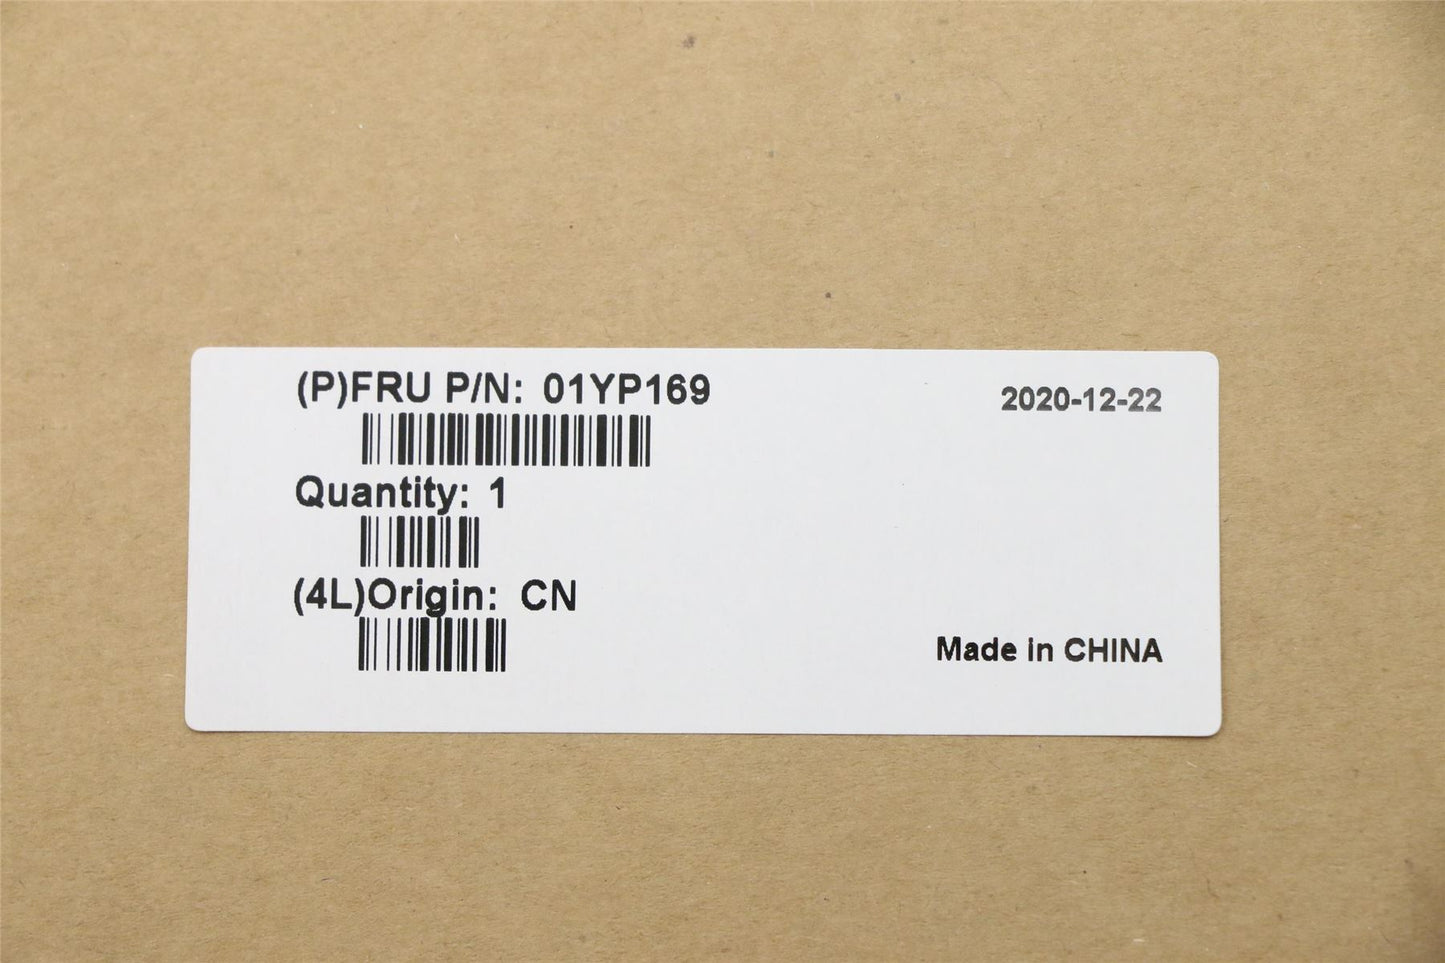 (P)FRU P/N: 01YP169
2020-12-22
Quantity: 1
(4L)Origin: CN
Made in CHINA